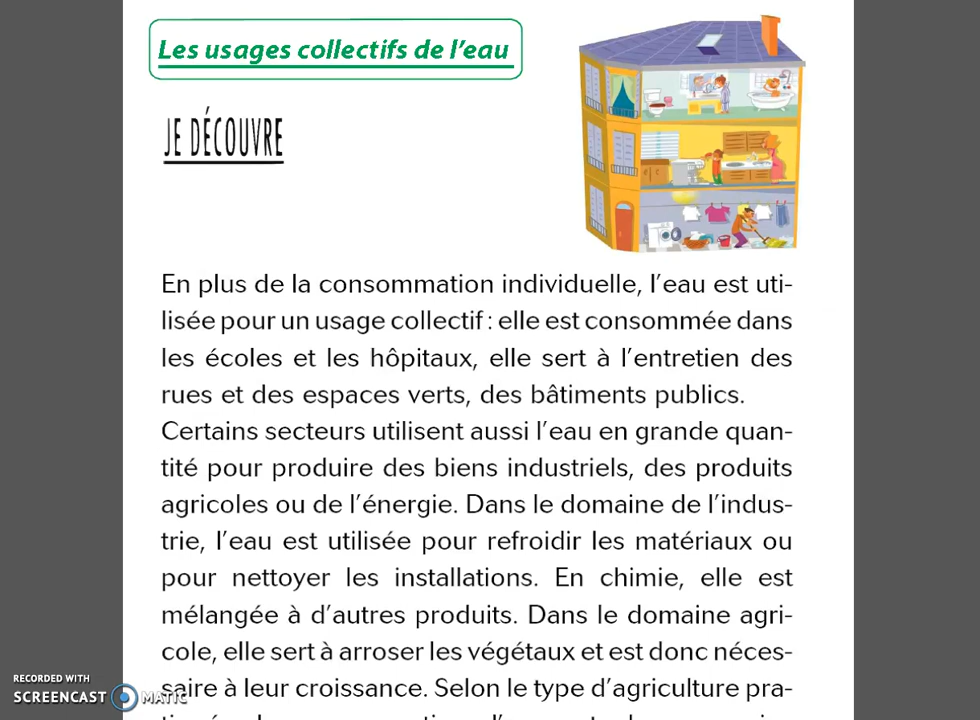 Les usages collectifs de l'eau
JE DÉCOUVRE
En plus de la consommation individuelle, l'eau est uti-
lisée pour un usage collectif : elle est consommée dans
les écoles et les hôpitaux, elle sert à l'entretien des
rues et des espaces verts, des bâtiments publics.
Certains secteurs utilisent aussi l'eau en grande quan-
tité pour produire des biens industriels, des produits
agricoles ou de l'énergie. Dans le domaine de l'indus-
trie, l'eau est utilisée pour refroidir les matériaux ou
pour nettoyer les installations. En chimie, elle est
mélangée à d'autres produits. Dans le domaine agri-
cole, elle sert à arroser les végétaux et est donc néces-
saire à leur croissance. Selon le type d'agriculture pra-
RECORDED WITH
SCREENCAST MATIC